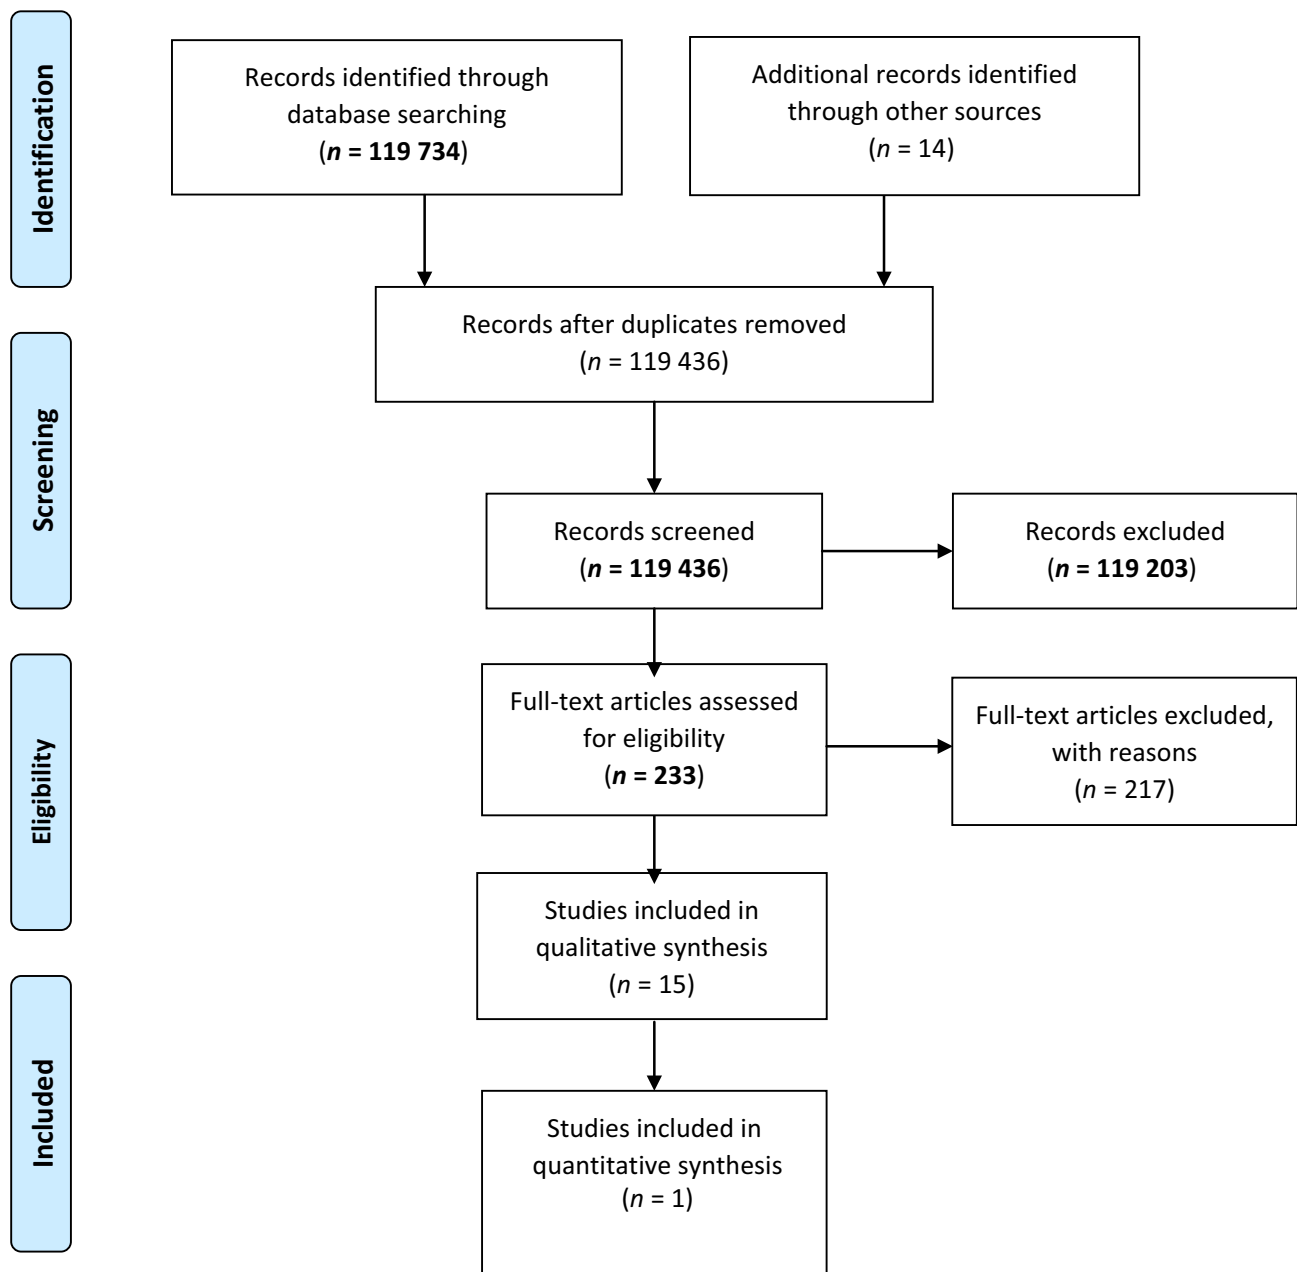 Identification
Records identified through
database searching
(n = 119 734)
Additional records identified
through other sources
(n = 14)
Records after duplicates removed
(n = 119 436)
Screening
Records screened
(n = 119 436)
Records excluded
(n = 119 203)
Eligibility
Full-text articles assessed
for eligibility
(n = 233)
Full-text articles excluded,
with reasons
(n = 217)
Studies included in
qualitative synthesis
(n = 15)
Included
Studies included in
quantitative synthesis
(n = 1)